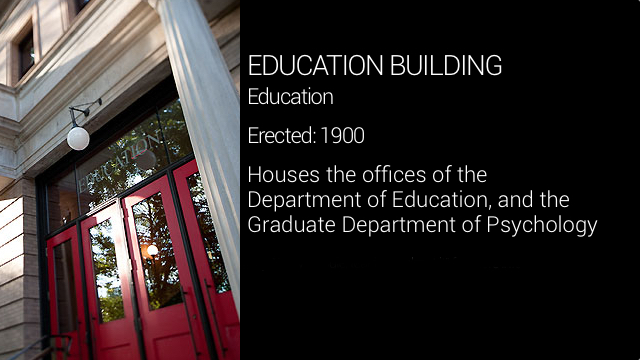 EDUCATION
EDUCATION BUILDING
Education
Erected: 1900
Houses the offices of the
Department of Education, and the
Graduate Department of Psychology